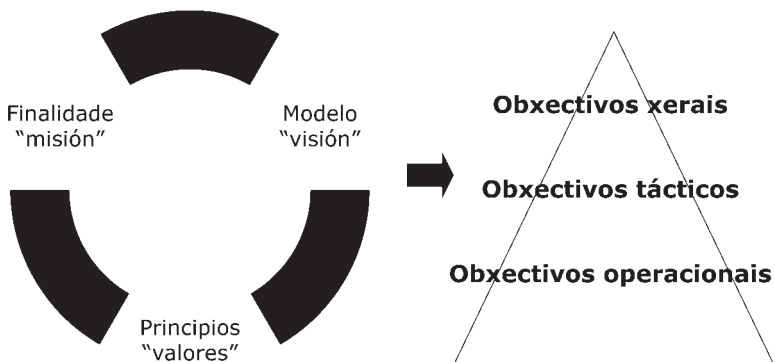 Finalidade
“misión”
Modelo
“visión”
Principios
“valores”
Obxectivos xerais
Obxectivos tácticos
Obxectivos operacionais